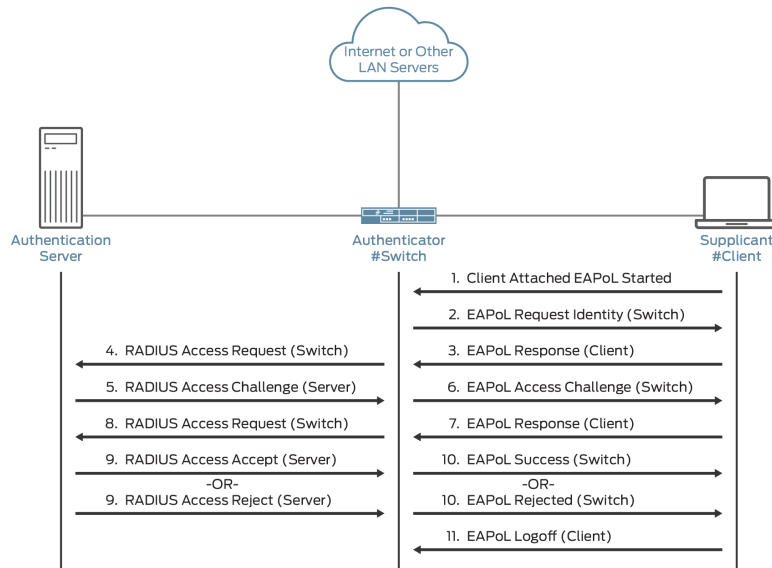 Internet or Other
LAN Servers
Authentication
Server
Authenticator
#Switch
Supplicant
#Client
1. Client Attached EAPoL Started
2. EAPoL Request Identity (Switch)
4. RADIUS Access Request (Switch)
3. EAPoL Response (Client)
5. RADIUS Access Challenge (Server)
6. EAPoL Access Challenge (Switch)
8. RADIUS Access Request (Switch)
7. EAPoL Response (Client)
9. RADIUS Access Accept (Server)
10. EAPoL Success (Switch)
-OR-
-OR-
9. RADIUS Access Reject (Server)
10. EAPoL Rejected (Switch)
11. EAPoL Logoff (Client)